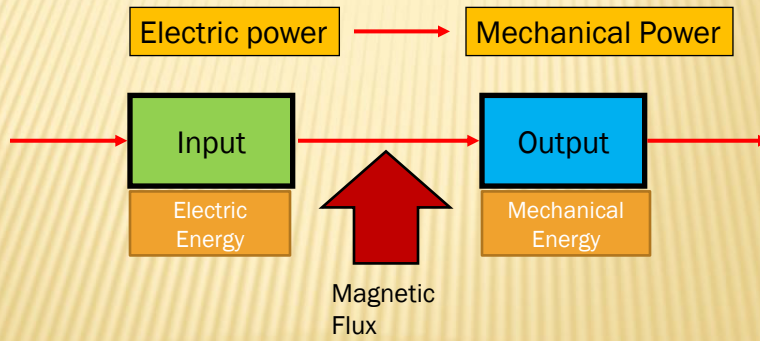 Electric power
Mechanical Power
Input
Output
Electric
Energy
Mechanical
Energy
Magnetic
Flux